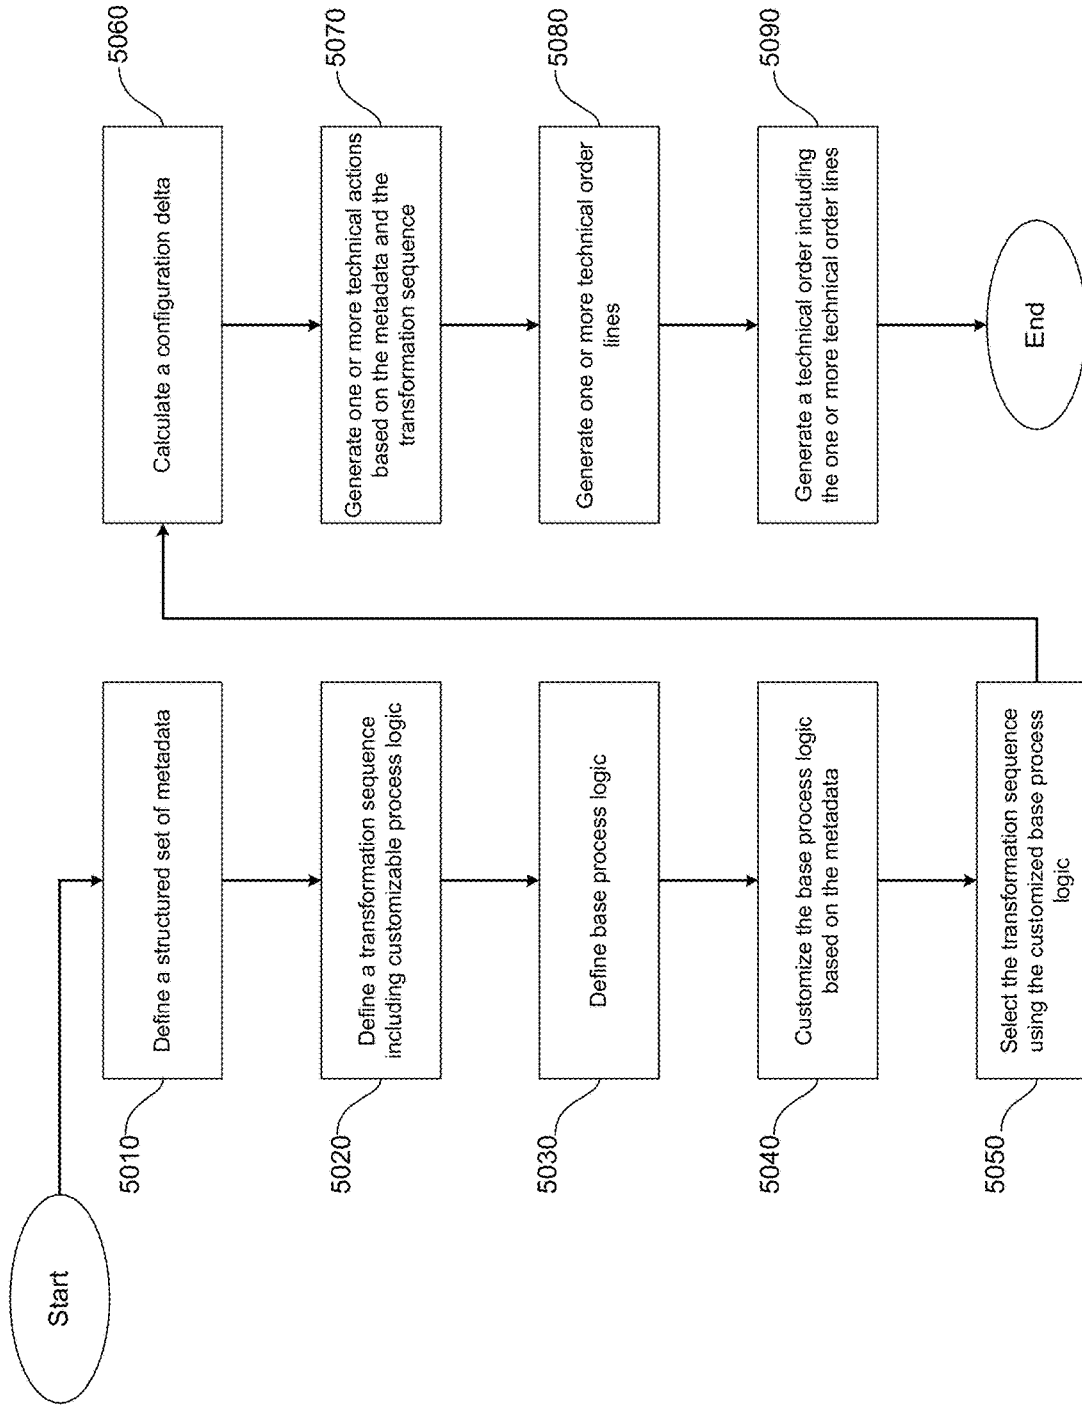 Start
5010
Define a structured set of metadata
5020
Define a transformation sequence
including customizable process logic
5030
Define base process logic
5040
Customize the base process logic
based on the metadata
5050
Select the transformation sequence
using the customized base process
logic
5060
Calculate a configuration delta
5070
Generate one or more technical actions
based on the metadata and the
transformation sequence
5080
Generate one or more technical order
lines
5090
Generate a technical order including
the one or more technical order lines
End